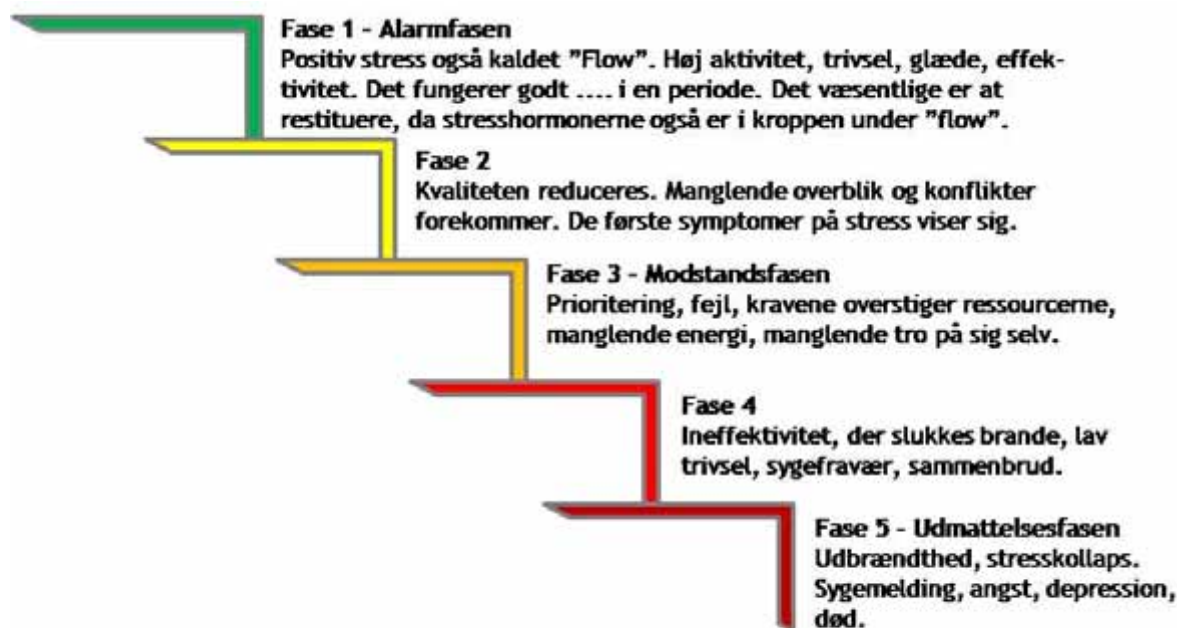 Fase 1 - Alarmfasen
Positiv stress også kaldet ”Flow”. Høj aktivitet, trivsel, glæde, effek-
tivitet. Det fungerer godt .... i en periode. Det væsentlige er at
restituere, da stresshormonerne også er i kroppen under ”flow”.
Fase 2
Kvaliteten reduceres. Manglende overblik og konflikter
forekommer. De første symptomer på stress viser sig.
Fase 3 - Modstandsfasen
Prioritering, fejl, kravene overstiger ressourcerne,
manglende energi, manglende tro på sig selv.
Fase 4
Ineffektivitet, der slukkes brande, lav
trivsel, sygefravær, sammenbrud.
Fase 5 - Udmattelsesfasen
Udbrændthed, stresskollaps.
Sygemelding, angst, depression,
død.